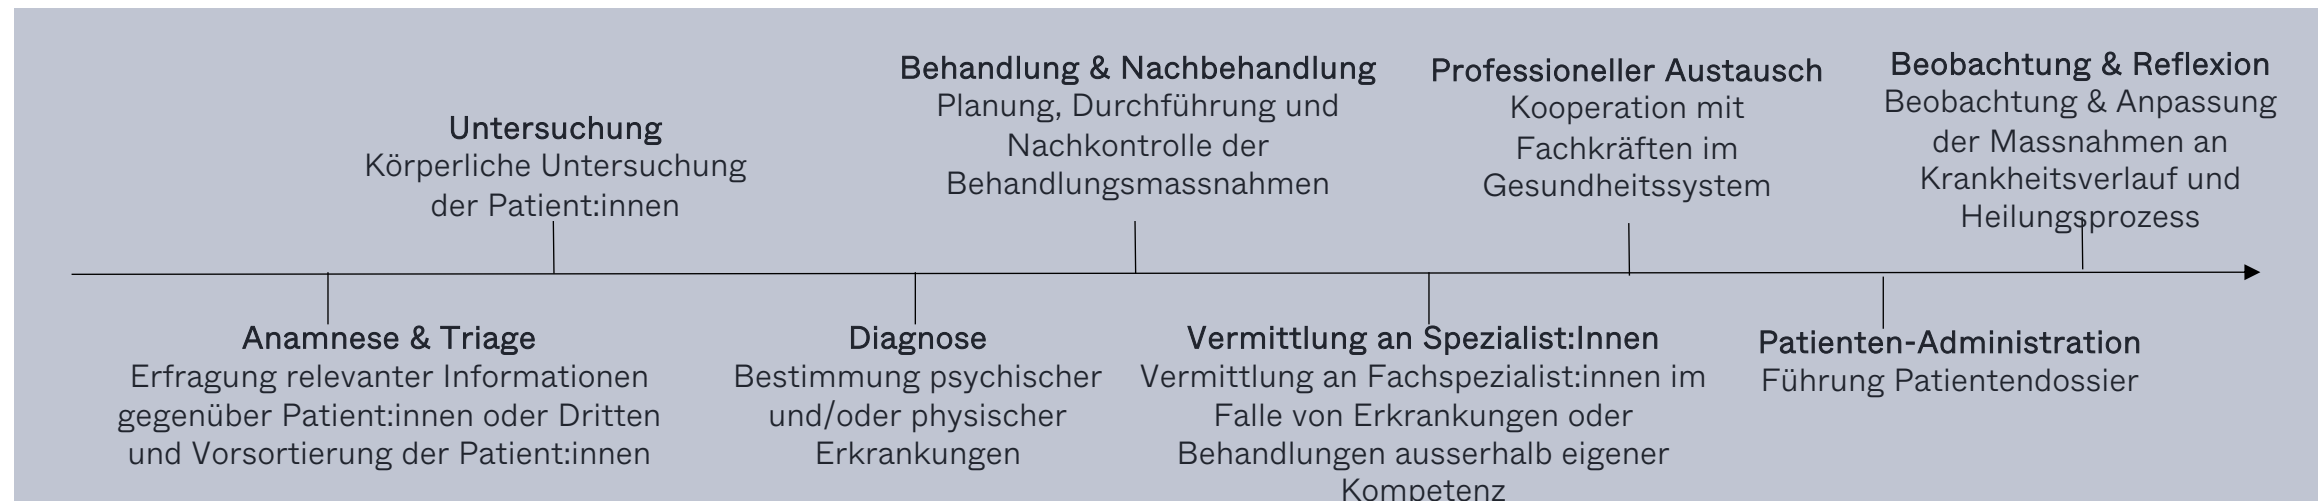 Behandlung & Nachbehandlung
Planung, Durchführung und
Nachkontrolle der
Behandlungsmassnahmen
Professioneller Austausch
Kooperation mit
Fachkräften im
Gesundheitssystem
Beobachtung & Reflexion
Beobachtung & Anpassung
der Massnahmen an
Krankheitsverlauf und
Heilungsprozess
Untersuchung
Körperliche Untersuchung
der Patient:innen
Anamnese & Triage
Erfragung relevanter Informationen
gegenüber Patient:innen oder Dritten
und Vorsortierung der Patient:innen
Diagnose
Bestimmung psychischer
und/oder physischer
Erkrankungen
Vermittlung an Spezialist:Innen
Vermittlung an Fachspezialist:innen im
Falle von Erkrankungen oder
Behandlungen ausserhalb eigener
Kompetenz
Patienten-Administration
Führung Patientendossier